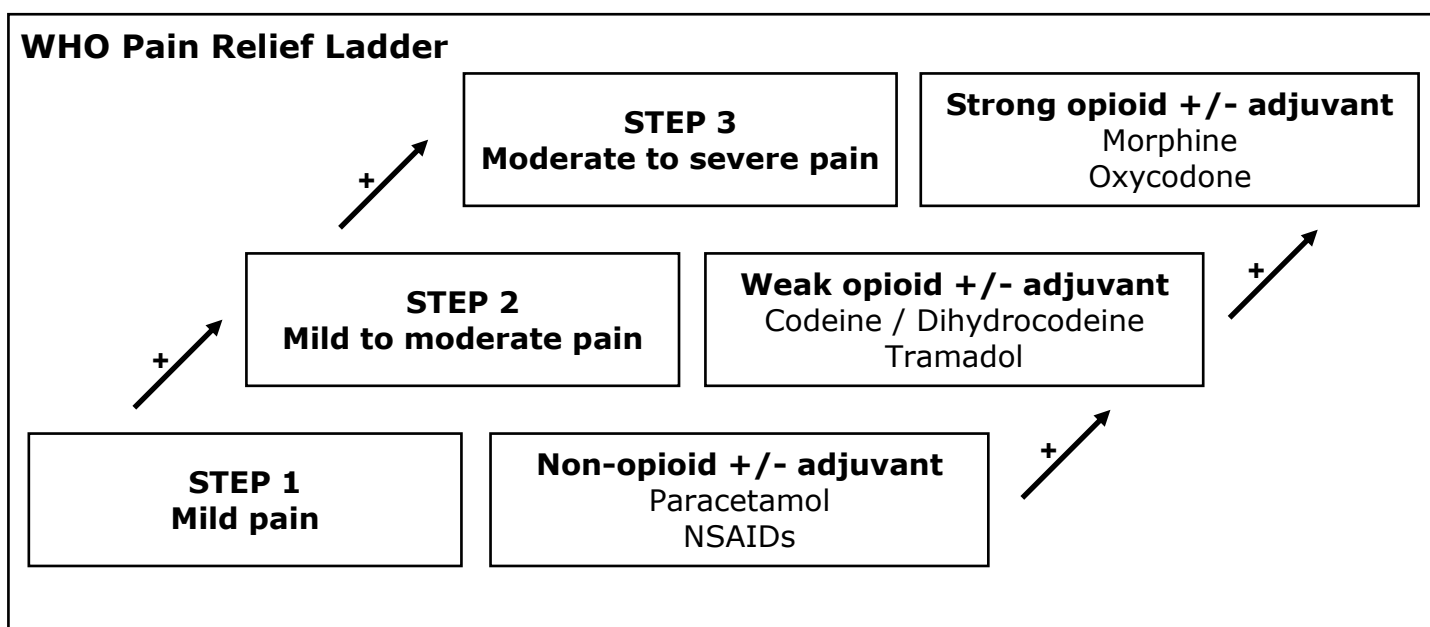 WHO Pain Relief Ladder
STEP 3
Moderate to severe pain
Strong opioid +/- adjuvant
Morphine
Oxycodone
+
+
STEP 2
Mild to moderate pain
Weak opioid +/- adjuvant
Codeine / Dihydrocodeine
Tramadol
+
+
STEP 1
Mild pain
Non-opioid +/- adjuvant
Paracetamol
NSAIDs